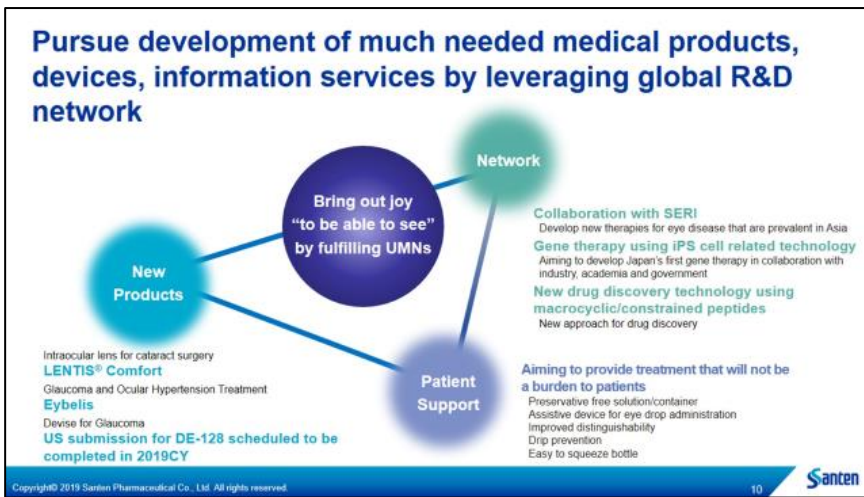 Pursue development of much needed medical products,
devices, information services by leveraging global R&D
network
Network
Bring out joy
“to be able to see”
by fulfilling UMNs
New
Products
Collaboration with SERI
Develop new therapies for eye disease that are prevalent in Asia
Gene therapy using iPS cell related technology
Aiming to develop Japan's first gene therapy in collaboration with
industry, academia and government
New drug discovery technology using
macrocyclic/constrained peptides
New approach for drug discovery
Intraocular lens for cataract surgery
LENTIS® Comfort
Glaucoma and Ocular Hypertension Treatment
Eybelis
Devise for Glaucoma
US submission for DE-128 scheduled to be
completed in 2019CY
Patient
Support
Aiming to provide treatment that will not be
a burden to patients
Preservative free solution/container
Assistive device for eye drop administration
Improved distinguishability
Drip prevention
Easy to squeeze bottle
Copyright© 2019 Santen Pharmaceutical Co., Ltd. All rights reserved.
10
Santen